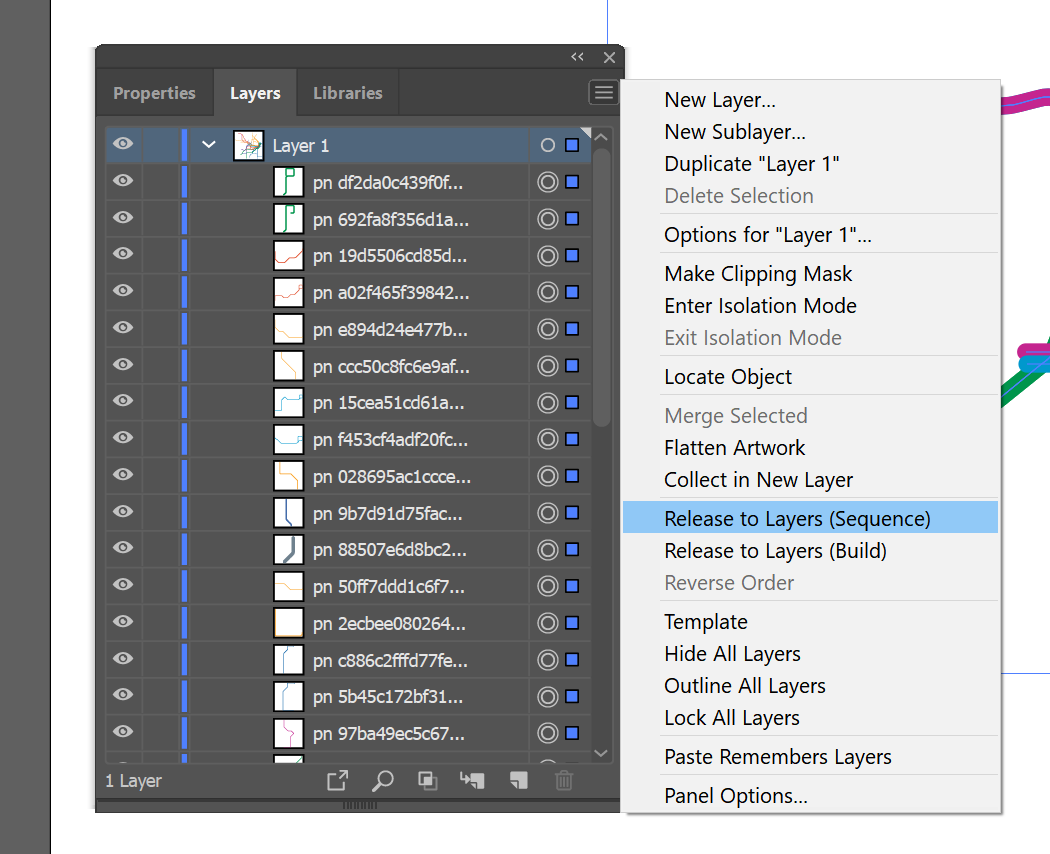 Properties
Layers
Libraries
Layer 1
pn df2da0c439f0f...
pn 692fa8f356d1a...
pn 19d5506cd85d...
pn a02f465f39842...
pn e894d24e477b...
pn ccc50c8fc6e9af...
pn 15cea51cd61a...
pn f453cf4adf20fc...
pn 028695ac1ccce...
pn 9b7d91d75fac...
pn 88507e6d8bc2...
pn 50ff7ddd1c6f7...
pn 2ecbee080264...
pn c886c2fffd77fe...
pn 5b45c172bf31...
pn 97ba49ec5c67...
1 Layer
New Layer...
New Sublayer...
Duplicate "Layer 1"
Delete Selection
Options for "Layer 1"...
Make Clipping Mask
Enter Isolation Mode
Exit Isolation Mode
Locate Object
Merge Selected
Flatten Artwork
Collect in New Layer
Release to Layers (Sequence)
Release to Layers (Build)
Reverse Order
Template
Hide All Layers
Outline All Layers
Lock All Layers
Paste Remembers Layers
Panel Options...